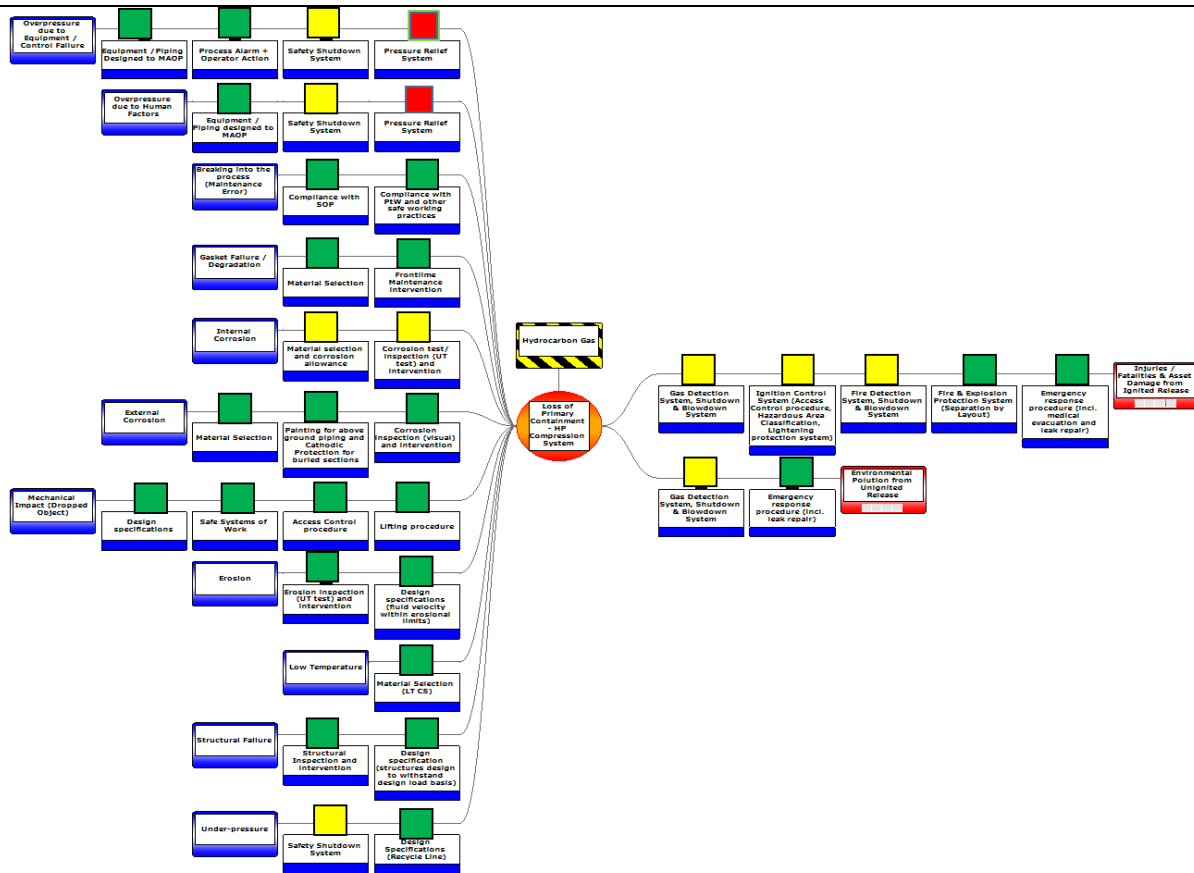 Overpressure
due to
Equipment /
Control Failure
Equipment /Piping
Designed to MAOP
Process Alarm +
Operator Action
Safety Shutdown
System
Pressure Relief
System
Overpressure
due to Human
Factors
Equipment /
Piping designed to
MAOP
Safety Shutdown
System
Pressure Relief
System
Breaking into the
process
(Maintenance
Error)
Compliance with
SOP
Compliance with
PtW and other
safe working
practices
Gasket Failure /
Degradation
Material Selection
Frontline
Maintenance
Intervention
Internal
Corrosion
Material selection
and corrosion
allowance
Corrosion test/
inspection (UT
test) and
intervention
External
Corrosion
Material Selection
Painting for above
ground piping and
Cathodic
Protection for
buried sections
Corrosion
Inspection (visual)
and intervention
Mechanical
Impact (Dropped
Object)
Design
specifications
Safe Systems of
Work
Access Control
procedure
Lifting procedure
Erosion
Erosion inspection
(UT test) and
intervention
Design
specifications
(fluid velocity
within erosional
limits)
Low Temperature
Material Selection
(LT CS)
Structural Failure
Structural
Inspection and
intervention
Design
specification
(structures design
to withstand
design load basis)
Under-pressure
Safety Shutdown
System
Design
Specifications
(Recycle Line)
Hydrocarbon Gas
Loss of
Primary
Containment
- HP
Compression
System
Gas Detection
System, Shutdown
& Blowdown
System
Ignition Control
System (Access
Control procedure,
Hazardous Area
Classification,
Lightening
protection system)
Fire Detection
System, Shutdown
& Blowdown
System
Fire & Explosion
Protection System
(Separation by
Layout)
Emergency
response
procedure (incl.
medical
evacuation and
leak repair)
Injuries /
Fatalities & Asset
Damage from
Ignited Release
Gas Detection
System, Shutdown
& Blowdown
System
Emergency
response
procedure (incl.
leak repair)
Environmental
Polution from
Unignited
Release